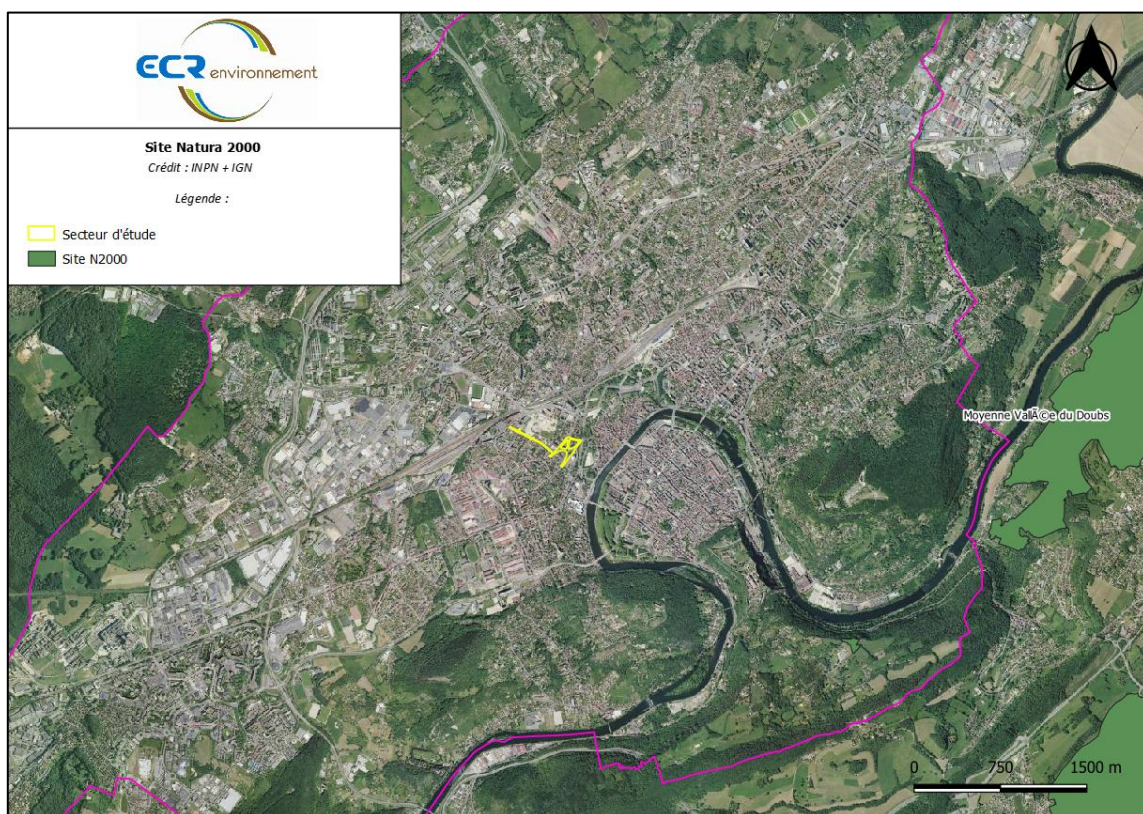 ECR environnement
Site Natura 2000
Crédit : INPN + IGN
Légende :
Secteur d'étude
Site N2000
Moyenne VallÃ©e du Doubs
0 750 1500 m